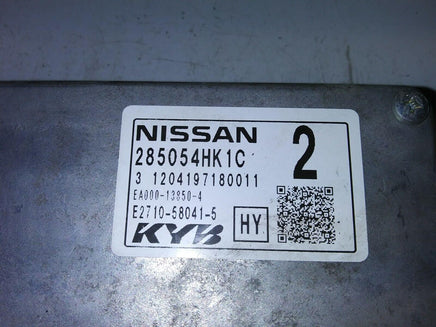 NISSAN
285054HK1C
2
3 1204197180011
EA000-13850-4
E2710-58041-5
KYB
HY